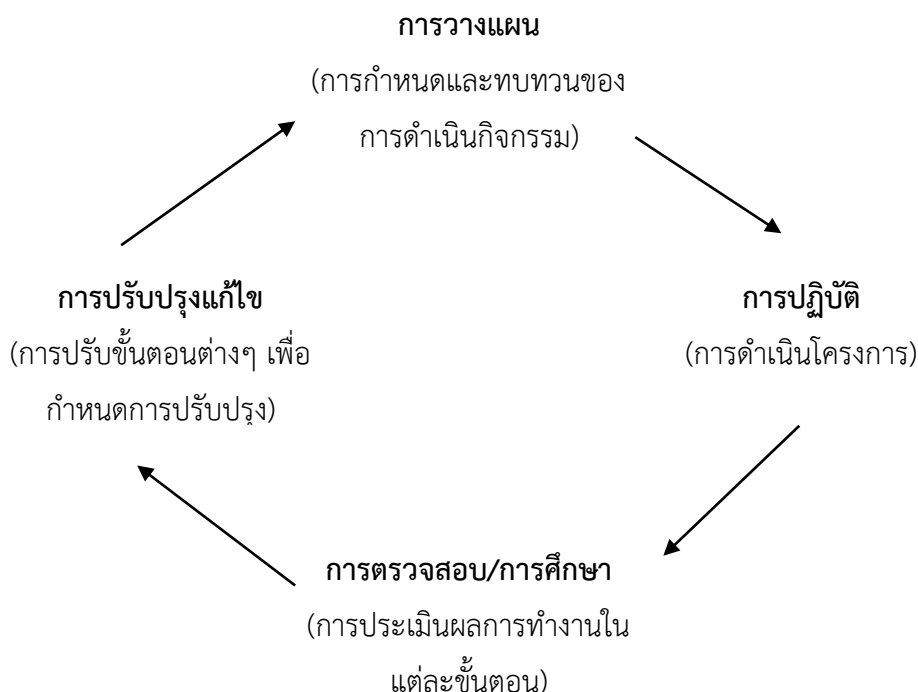 การวางแผน
(การกำหนดและทบทวนของ
การดำเนินกิจกรรม)
การปรับปรุงแก้ไข
(การปรับขั้นตอนต่างๆ เพื่อ
กำหนดการปรับปรุง)
การปฏิบัติ
(การดำเนินโครงการ)
การตรวจสอบ/การศึกษา
(การประเมินผลการทำงานใน
แต่ละขั้นตอน)